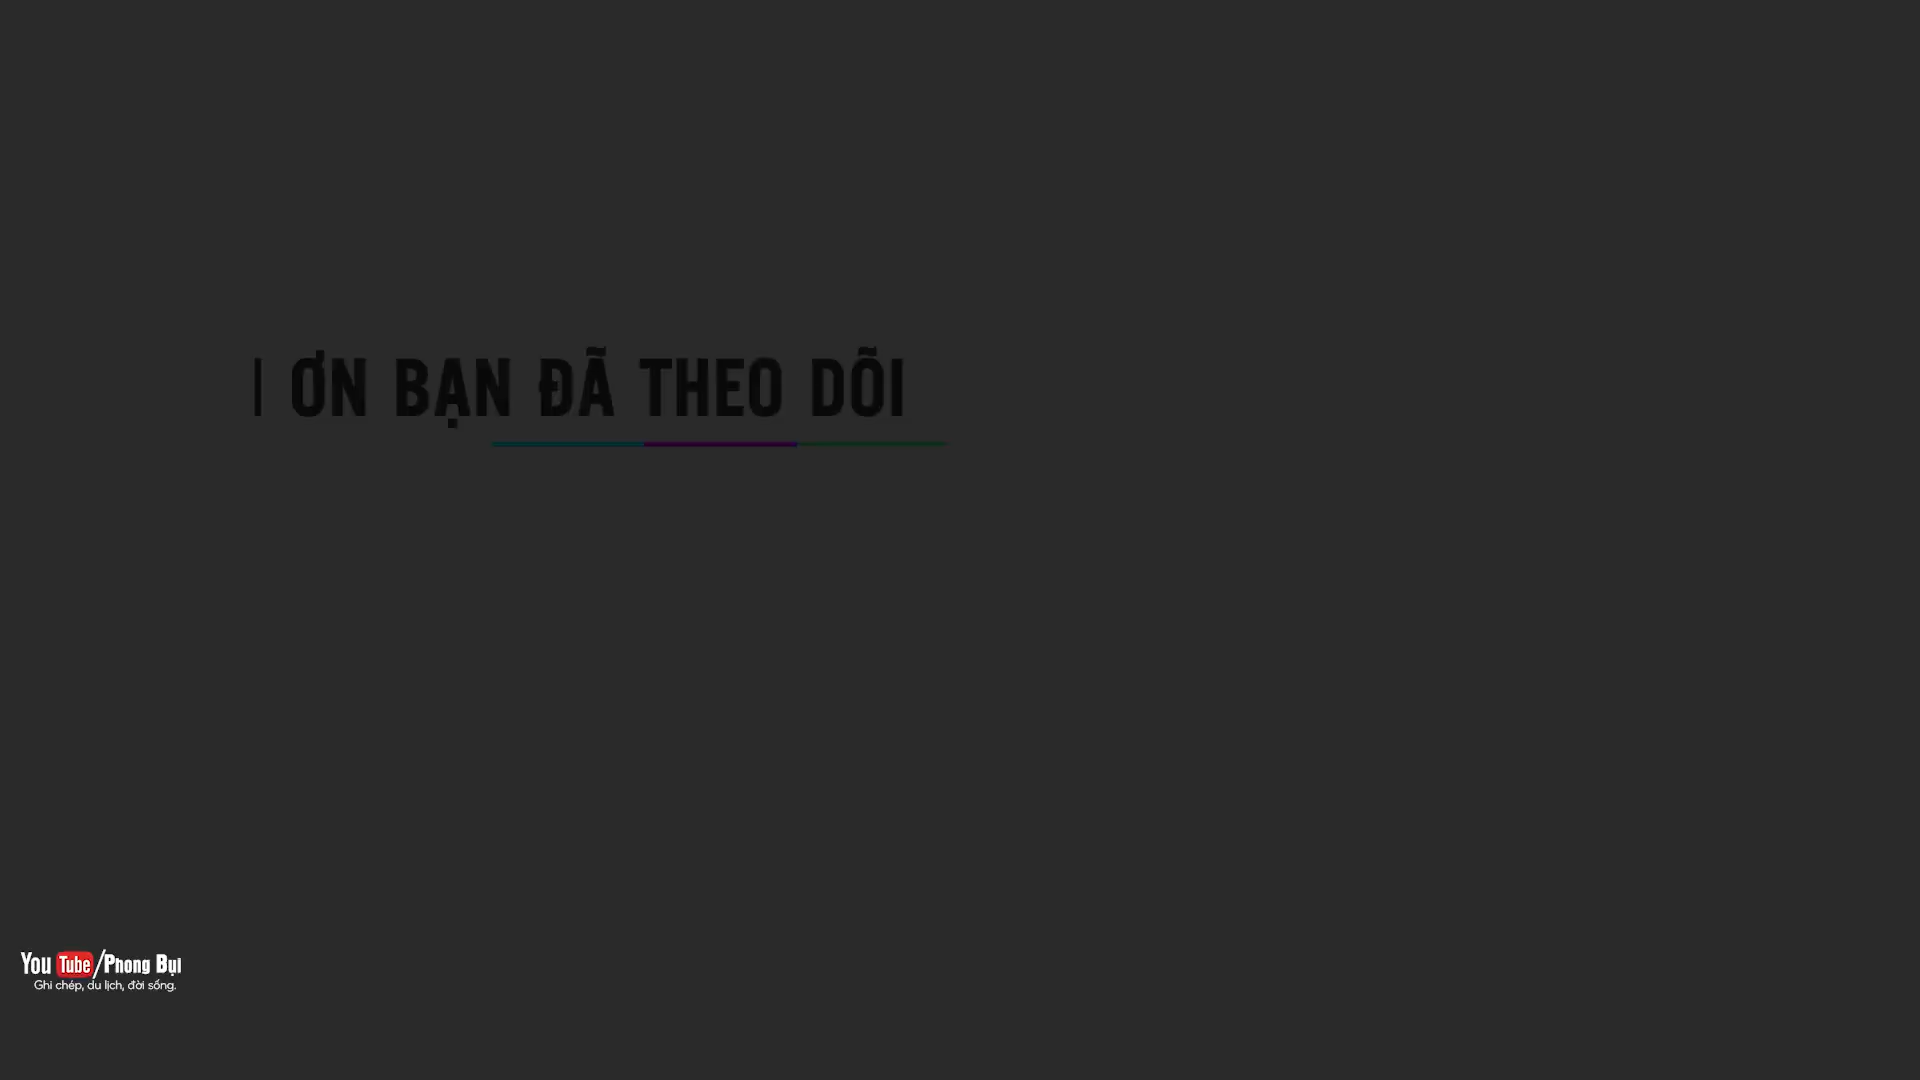 ƠN BẠN ĐÃ THEO DÕI
YouTube/Phong Bụi
Ghi chép, du lịch, đời sống.